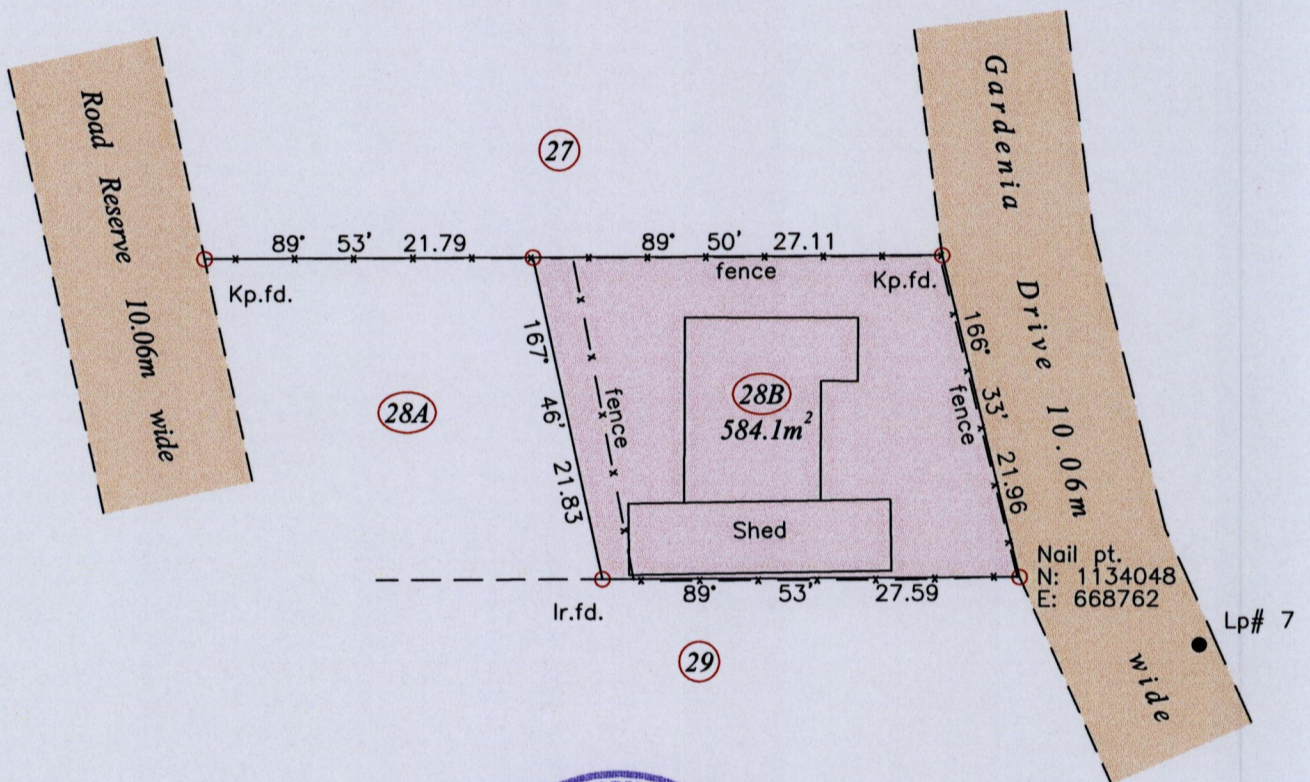 Road Reserve 10.06m wide
27
Gardenia Drive 10.06m wide
89° 53' 21.79
89° 50' 27.11
fence
Kp.fd.
Kp.fd.
167° 46' 21.83
fence
28A
28B
584.1m²
166° 33' 21.96
fence
Shed
Nail pt.
N: 1134048
E: 668762
89° 53' 27.59
Ir.fd.
Lp# 7
29